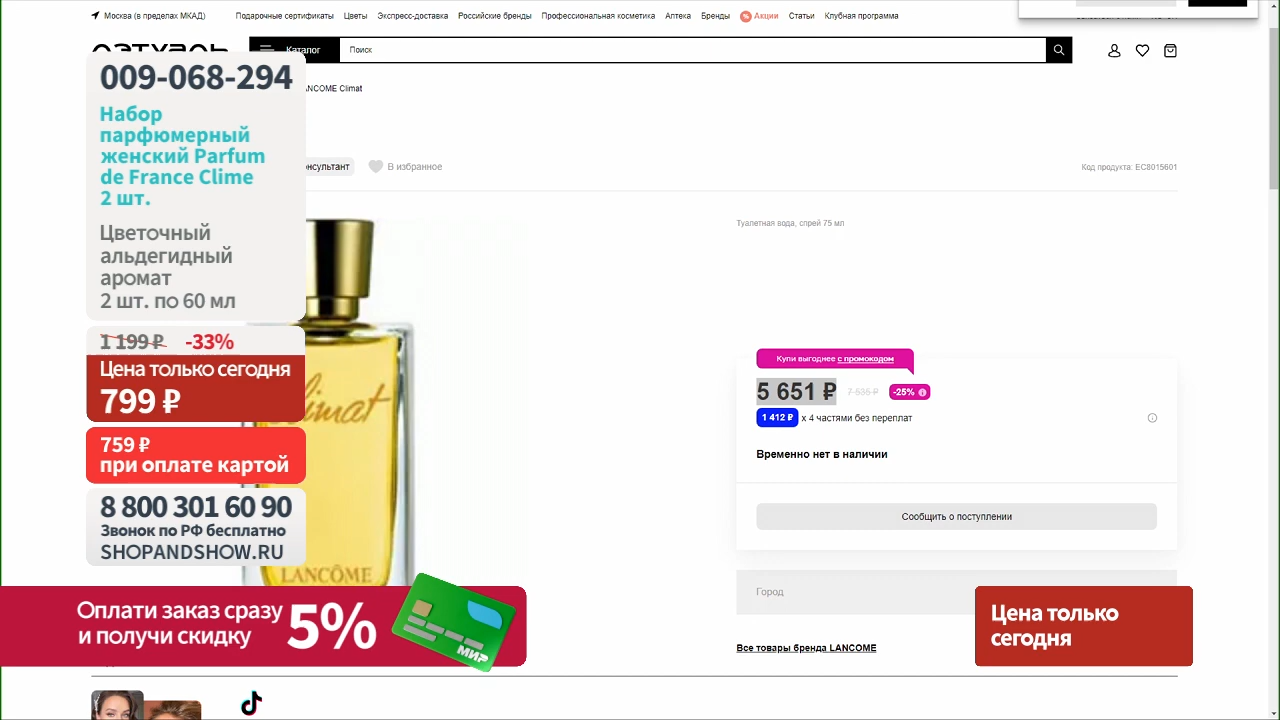 Москва (в пределах МКАД)
Подарочные сертификаты Цветы Экспресс-доставка Российские бренды Профессиональная косметика Аптека Бренды % Акции Статьи Клубная программа
Каталог
Поиск
ANCOME Climat
009-068-294
Набор
парфюмерный
женский Parfum
de France Clime
2 шт.
Цветочный
альдегидный
аромат
2 шт. по 60 мл
1 199 ₽ -33%
Цена только сегодня
799 ₽
759 ₽
при оплате картой
8 800 301 60 90
Звонок по РФ бесплатно
SHOPANDSHOW.RU
В избранное
Код продукта: EC8015601
Туалетная вода, спрей 75 мл
Climat
LANCÔME
Купи выгоднее с промокодом
5 651 ₽ 7 535 ₽ -25%
1 412 ₽ x 4 частями без переплат
Временно нет в наличии
Сообщить о поступлении
Город
Все товары бренда LANCOME
Оплати заказ сразу
и получи скидку
5%
МИР
Цена только
сегодня